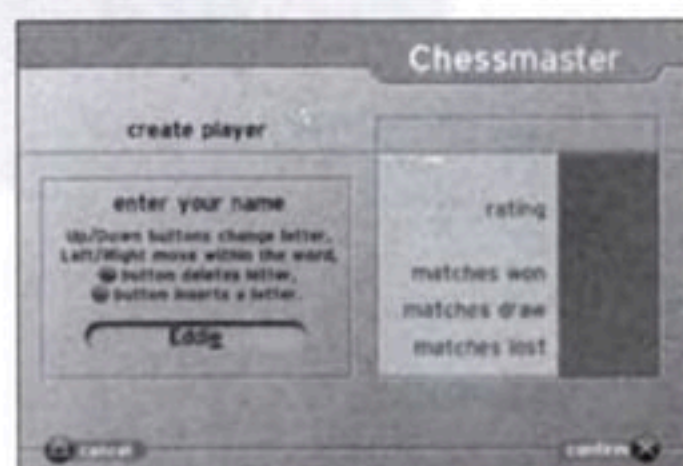 Chessmaster
create player
enter your name
Up/Down buttons change letter,
Left/Right move within the word,
button deletes letter,
button inserts a letter.
Eddie
rating
matches won
matches draw
matches lost
cancel
confirm